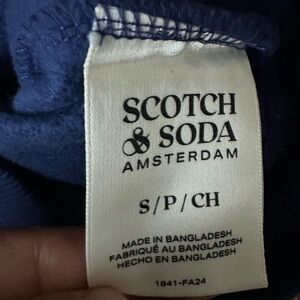 SCOTCH
& SODA
AMSTERDAM
S/P/CH
MADE IN BANGLADESH
FABRIQUÉ AU BANGLADESH
HECHO EN BANGLADESH
1841-FA24